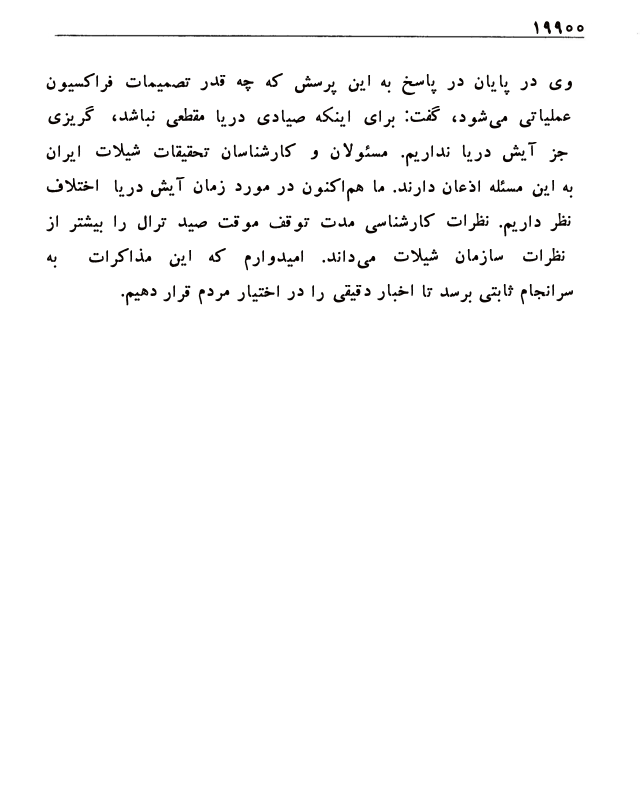 ۱۹۹۰۰
وی در پایان در پاسخ به این پرسش که چه قدر تصمیمات فراکسیون
عملیاتی می‌شود، گفت: برای اینکه صیادی دریا مقطعی نباشد، گریزی
جز آیش دریا نداریم. مسئولان و کارشناسان تحقیقات شیلات ایران
به این مسئله اذعان دارند. ما هم‌اکنون در مورد زمان آیش دریا اختلاف
نظر داریم. نظرات کارشناسی مدت توقف موقت صید ترال را بیشتر از
نظرات سازمان شیلات می‌داند. امیدوارم که این مذاکرات به
سرانجام ثابتی برسد تا اخبار دقیقی را در اختیار مردم قرار دهیم.